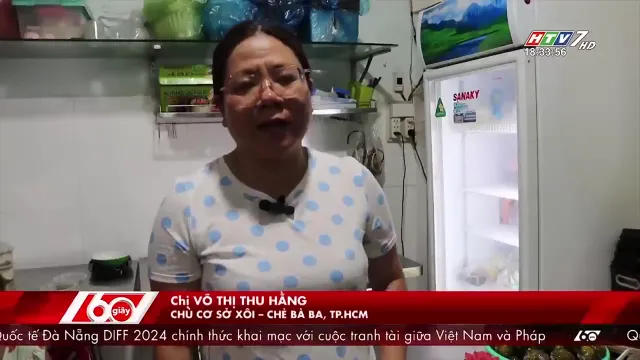 HTV7 HD
18:33:56
SANAKY
60 giây
Chị VÕ THỊ THU HẰNG
CHỦ CƠ SỞ XÔI – CHÈ BÀ BA, TP.HCM
Quốc tế Đà Nẵng DIFF 2024 chính thức khai mạc với cuộc tranh tài giữa Việt Nam và Pháp
60